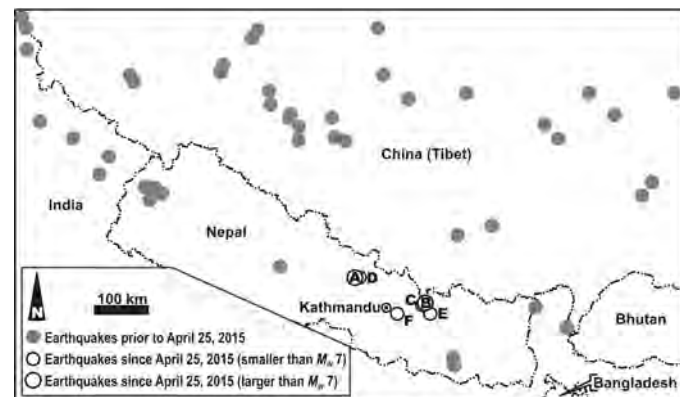 China (Tibet)
India
Nepal
A D
C B
Kathmandu
E
F
Bhutan
Bangladesh
N
100 km
Earthquakes prior to April 25, 2015
Earthquakes since April 25, 2015 (smaller than Mw 7)
Earthquakes since April 25, 2015 (larger than Mw 7)